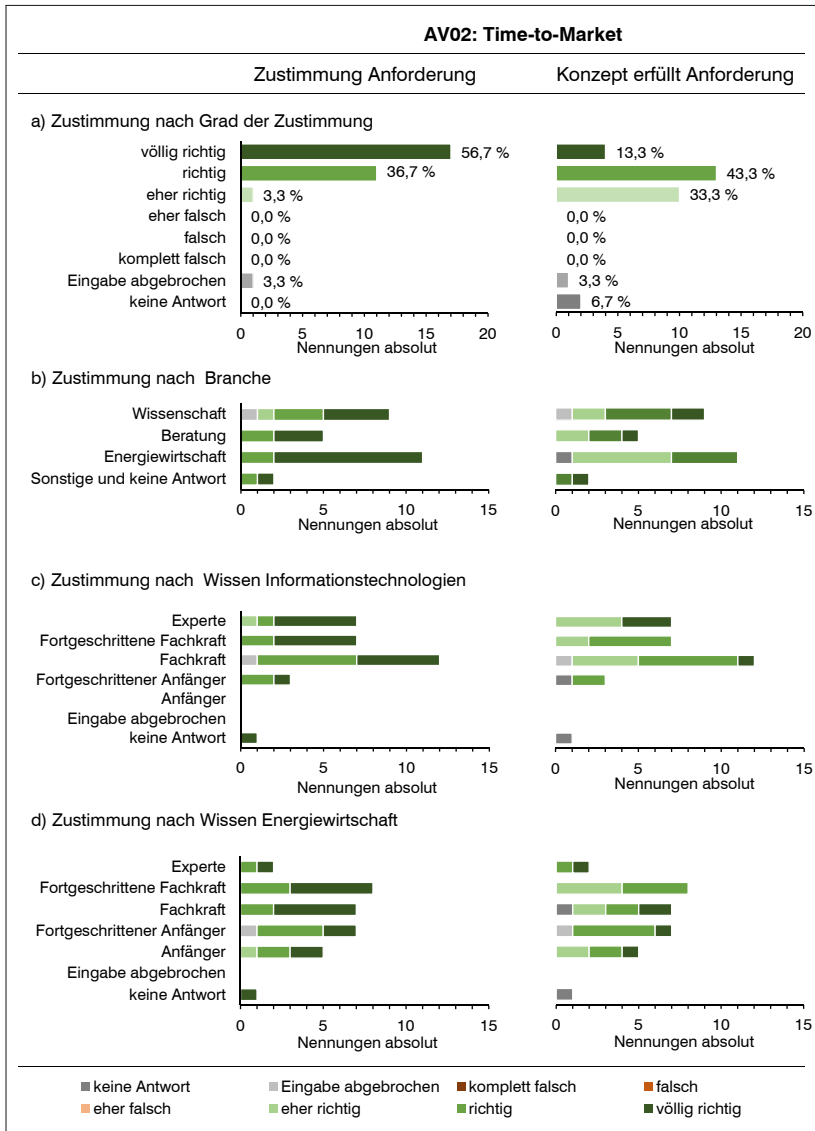 AV02: Time-to-Market
Zustimmung Anforderung Konzept erfüllt Anforderung
a) Zustimmung nach Grad der Zustimmung
völlig richtig 56,7 % 13,3 %
richtig 36,7 % 43,3 %
eher richtig 3,3 % 33,3 %
eher falsch 0,0 % 0,0 %
falsch 0,0 % 0,0 %
komplett falsch 0,0 % 0,0 %
Eingabe abgebrochen 3,3 % 3,3 %
keine Antwort 0,0 % 6,7 %
0 5 10 15 20 0 5 10 15 20
Nennungen absolut Nennungen absolut
b) Zustimmung nach Branche
Wissenschaft
Beratung
Energiewirtschaft
Sonstige und keine Antwort
0 5 10 15 0 5 10 15
Nennungen absolut Nennungen absolut
c) Zustimmung nach Wissen Informationstechnologien
Experte
Fortgeschrittene Fachkraft
Fachkraft
Fortgeschrittener Anfänger
Anfänger
Eingabe abgebrochen
keine Antwort
0 5 10 15 0 5 10 15
Nennungen absolut Nennungen absolut
d) Zustimmung nach Wissen Energiewirtschaft
Experte
Fortgeschrittene Fachkraft
Fachkraft
Fortgeschrittener Anfänger
Anfänger
Eingabe abgebrochen
keine Antwort
0 5 10 15 0 5 10 15
Nennungen absolut Nennungen absolut
keine Antwort Eingabe abgebrochen komplett falsch falsch
eher falsch eher richtig richtig völlig richtig